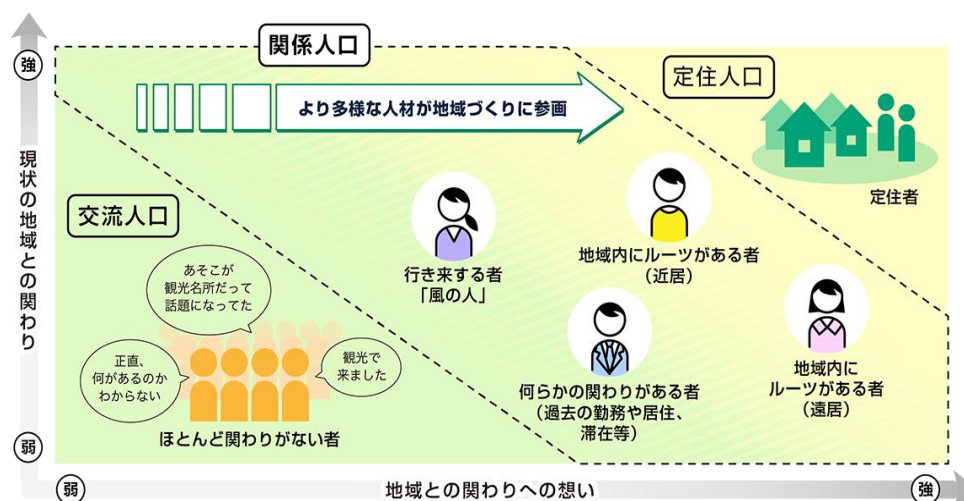 関係人口
強
定住人口
より多様な人材が地域づくりに参画
現状の地域との関わり
定住者
交流人口
あそこが
観光名所だって
話題になってた
行き来する者
「風の人」
地域内にルーツがある者
（近居）
正直、
何があるのか
わからない
観光で
来ました
ほとんど関わりがない者
何らかの関わりがある者
（過去の勤務や居住、
滞在等）
地域内に
ルーツがある者
（遠居）
弱
弱
地域との関わりへの想い
強